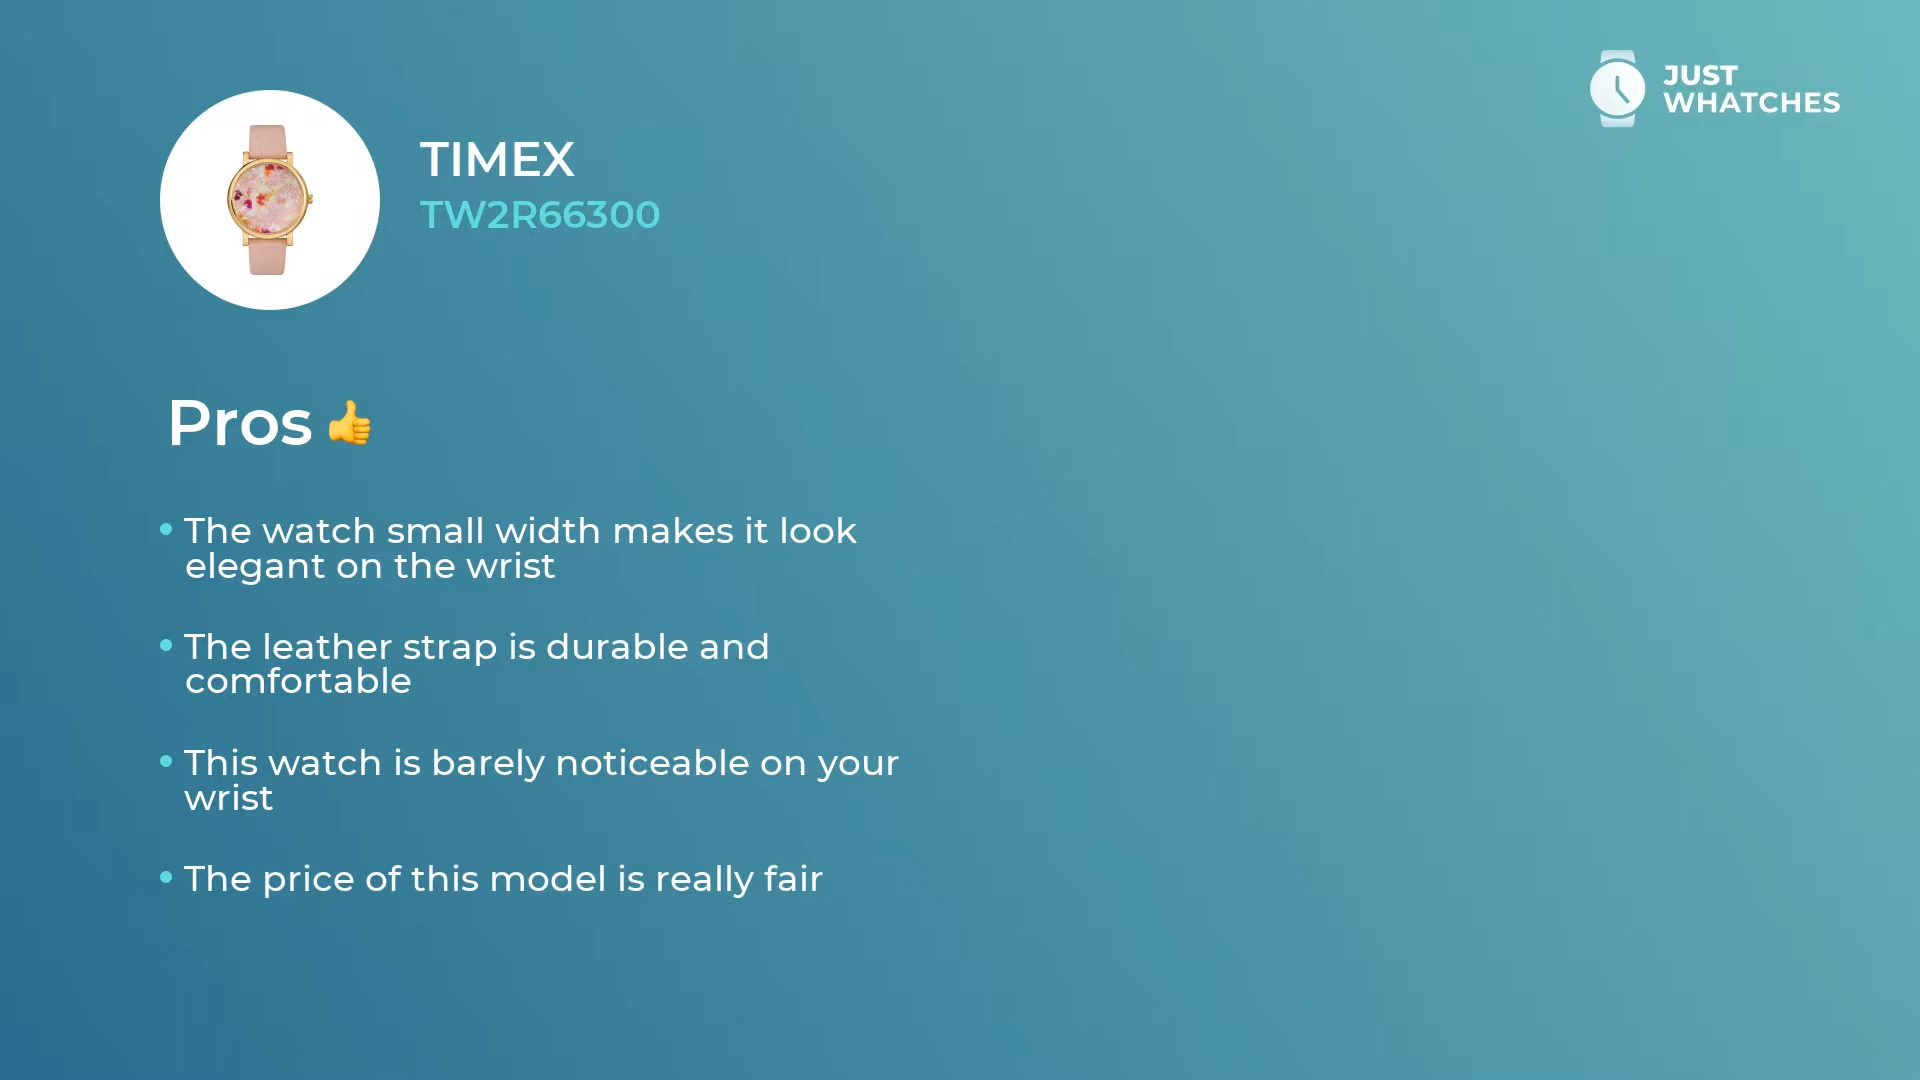 JUST
WHATCHES
TIMEX
TW2R66300
Pros 👍
• The watch small width makes it look
elegant on the wrist
• The leather strap is durable and
comfortable
• This watch is barely noticeable on your
wrist
• The price of this model is really fair